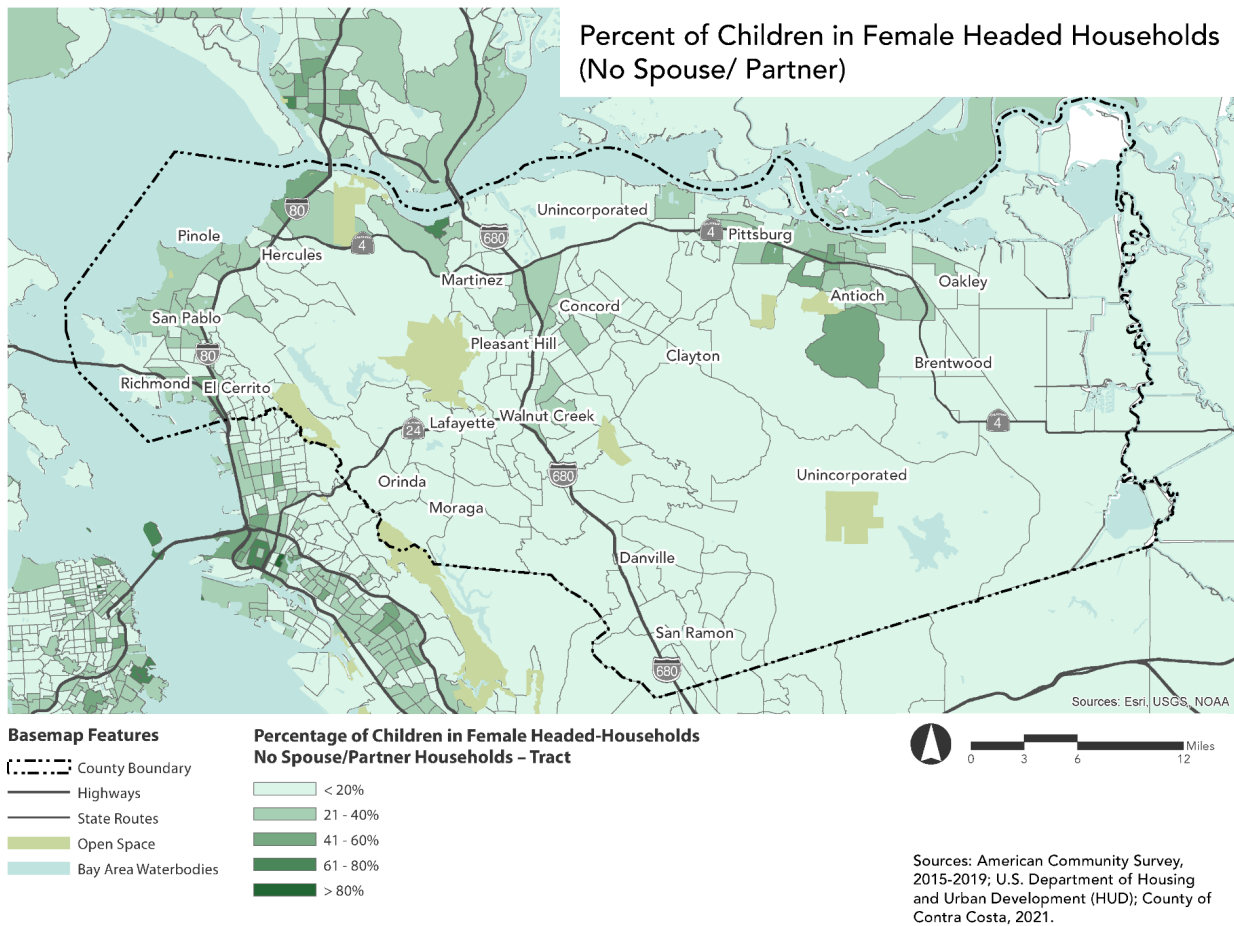 Percent of Children in Female Headed Households
(No Spouse/ Partner)
80
Unincorporated
Pinole
680
4
Pittsburg
4
Hercules
Martinez
Oakley
Antioch
Concord
San Pablo
Pleasant Hill
80
Clayton
Brentwood
Richmond
El Cerrito
Walnut Creek
Lafayette
24
4
680
Unincorporated
Orinda
Moraga
Danville
San Ramon
680
Sources: Esri, USGS, NOAA
Basemap Features
County Boundary
Highways
State Routes
Open Space
Bay Area Waterbodies
Percentage of Children in Female Headed-Households
No Spouse/Partner Households – Tract
< 20%
21 - 40%
41 - 60%
61 - 80%
> 80%
Miles
0 3 6 12
Sources: American Community Survey,
2015-2019; U.S. Department of Housing
and Urban Development (HUD); County of
Contra Costa, 2021.